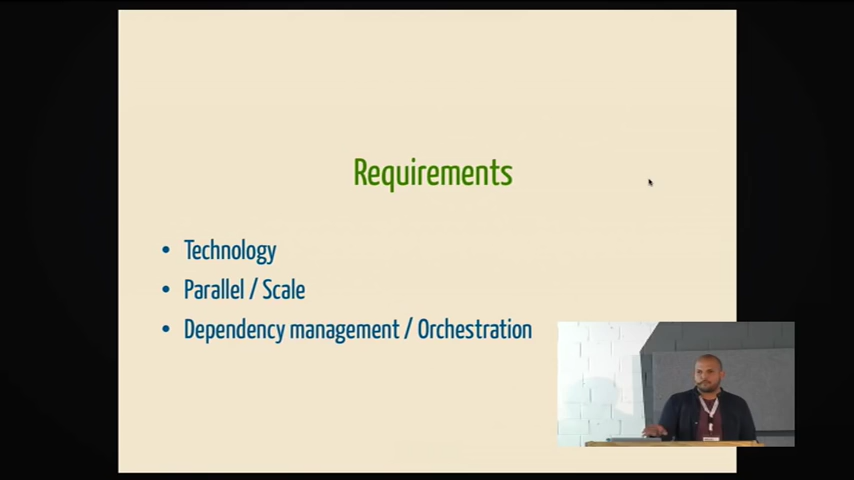 Requirements
• Technology
• Parallel / Scale
• Dependency management / Orchestration